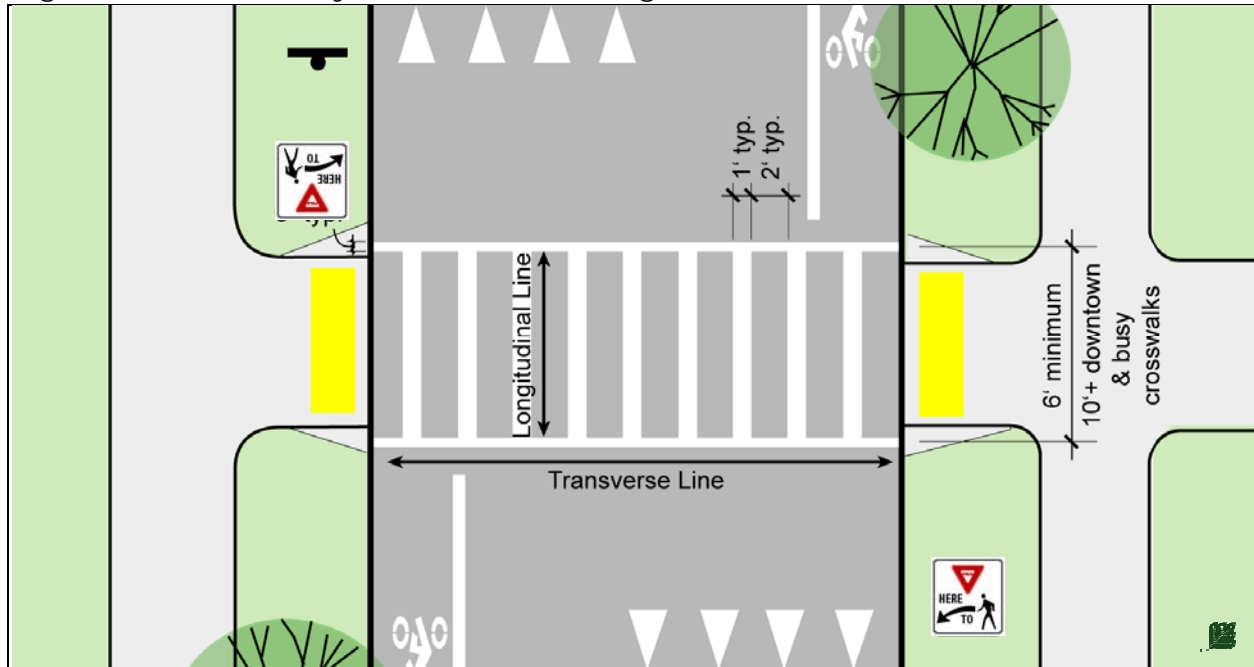 1' typ.
2' typ.
HERE
TO
Longitudinal Line
6' minimum
10'+ downtown
& busy
crosswalks
Transverse Line
HERE
TO